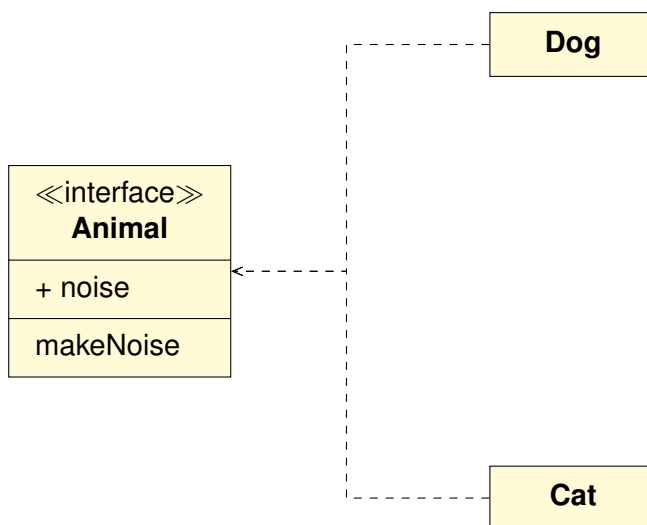 Dog
≪interface≫
Animal
+ noise
makeNoise
Cat